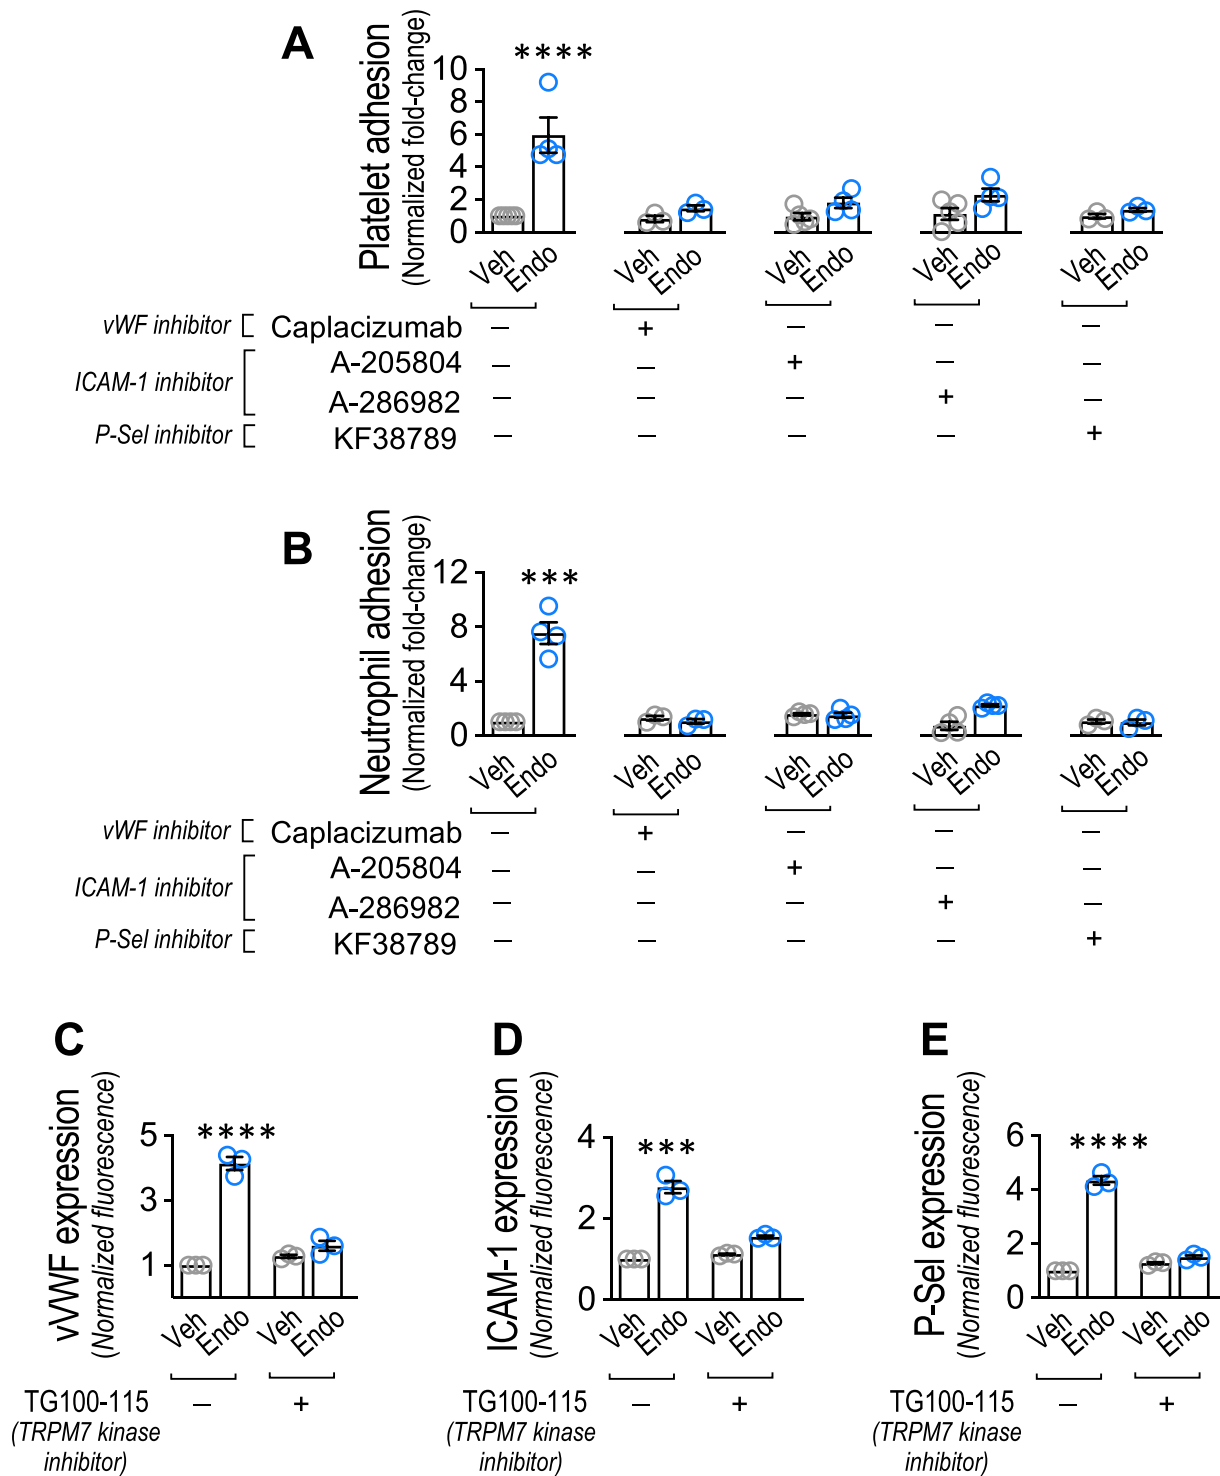 A
Platelet adhesion
(Normalized fold-change)
****
10
8
6
4
2
0
Veh Endo Veh Endo Veh Endo Veh Endo Veh Endo
vWF inhibitor Caplacizumab – + – – –
ICAM-1 inhibitor
A-205804 – – + – –
A-286982 – – – + –
P-Sel inhibitor KF38789 – – – – +
B
Neutrophil adhesion
(Normalized fold-change)
***
12
8
4
0
Veh Endo Veh Endo Veh Endo Veh Endo Veh Endo
vWF inhibitor Caplacizumab – + – – –
ICAM-1 inhibitor
A-205804 – – + – –
A-286982 – – – + –
P-Sel inhibitor KF38789 – – – – +
C
vWF expression
(Normalized fluorescence)
****
5
3
1
Veh Endo Veh Endo
TG100-115 – +
(TRPM7 kinase
inhibitor)
D
ICAM-1 expression
(Normalized fluorescence)
***
4
2
0
Veh Endo Veh Endo
TG100-115 – +
(TRPM7 kinase
inhibitor)
E
P-Sel expression
(Normalized fluorescence)
****
6
4
2
0
Veh Endo Veh Endo
TG100-115 – +
(TRPM7 kinase
inhibitor)